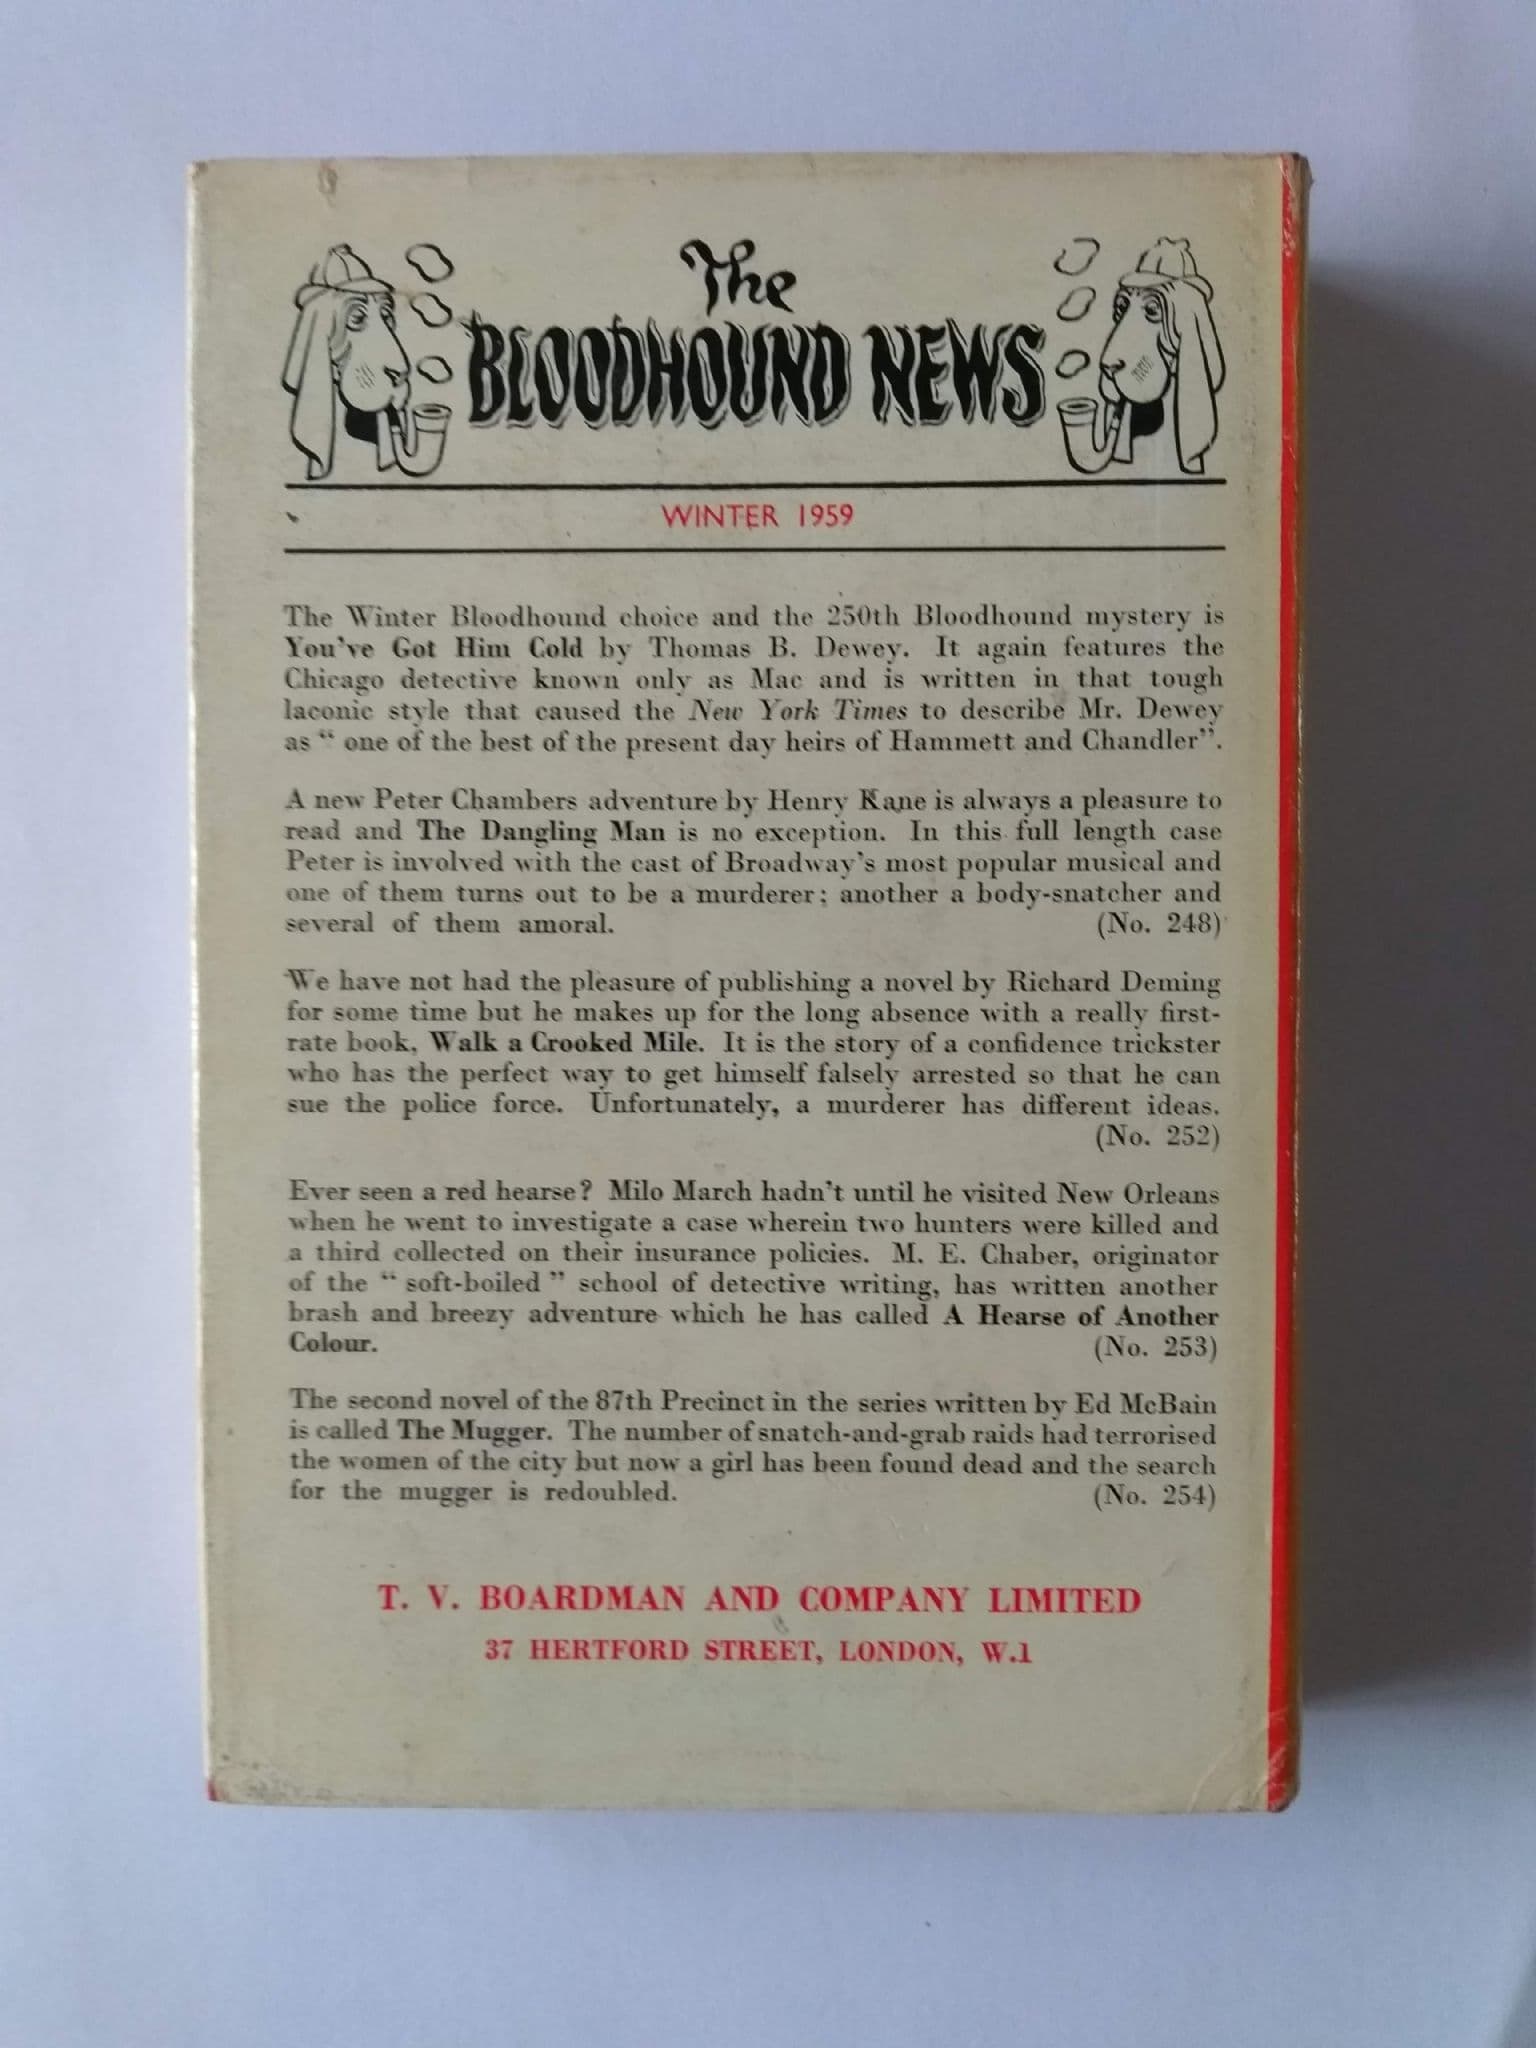 The
BLOODHOUND NEWS
WINTER 1959
The Winter Bloodhound choice and the 250th Bloodhound mystery is
You've Got Him Cold by Thomas B. Dewey. It again features the
Chicago detective known only as Mac and is written in that tough
laconic style that caused the New York Times to describe Mr. Dewey
as “ one of the best of the present day heirs of Hammett and Chandler”.
A new Peter Chambers adventure by Henry Kane is always a pleasure to
read and The Dangling Man is no exception. In this full length case
Peter is involved with the cast of Broadway's most popular musical and
one of them turns out to be a murderer; another a body-snatcher and
several of them amoral. (No. 248)
We have not had the pleasure of publishing a novel by Richard Deming
for some time but he makes up for the long absence with a really first-
rate book, Walk a Crooked Mile. It is the story of a confidence trickster
who has the perfect way to get himself falsely arrested so that he can
sue the police force. Unfortunately, a murderer has different ideas.
(No. 252)
Ever seen a red hearse? Milo March hadn't until he visited New Orleans
when he went to investigate a case wherein two hunters were killed and
a third collected on their insurance policies. M. E. Chaber, originator
of the “ soft-boiled ” school of detective writing, has written another
brash and breezy adventure which he has called A Hearse of Another
Colour. (No. 253)
The second novel of the 87th Precinct in the series written by Ed McBain
is called The Mugger. The number of snatch-and-grab raids had terrorised
the women of the city but now a girl has been found dead and the search
for the mugger is redoubled. (No. 254)
T. V. BOARDMAN AND COMPANY LIMITED
37 HERTFORD STREET, LONDON, W.1